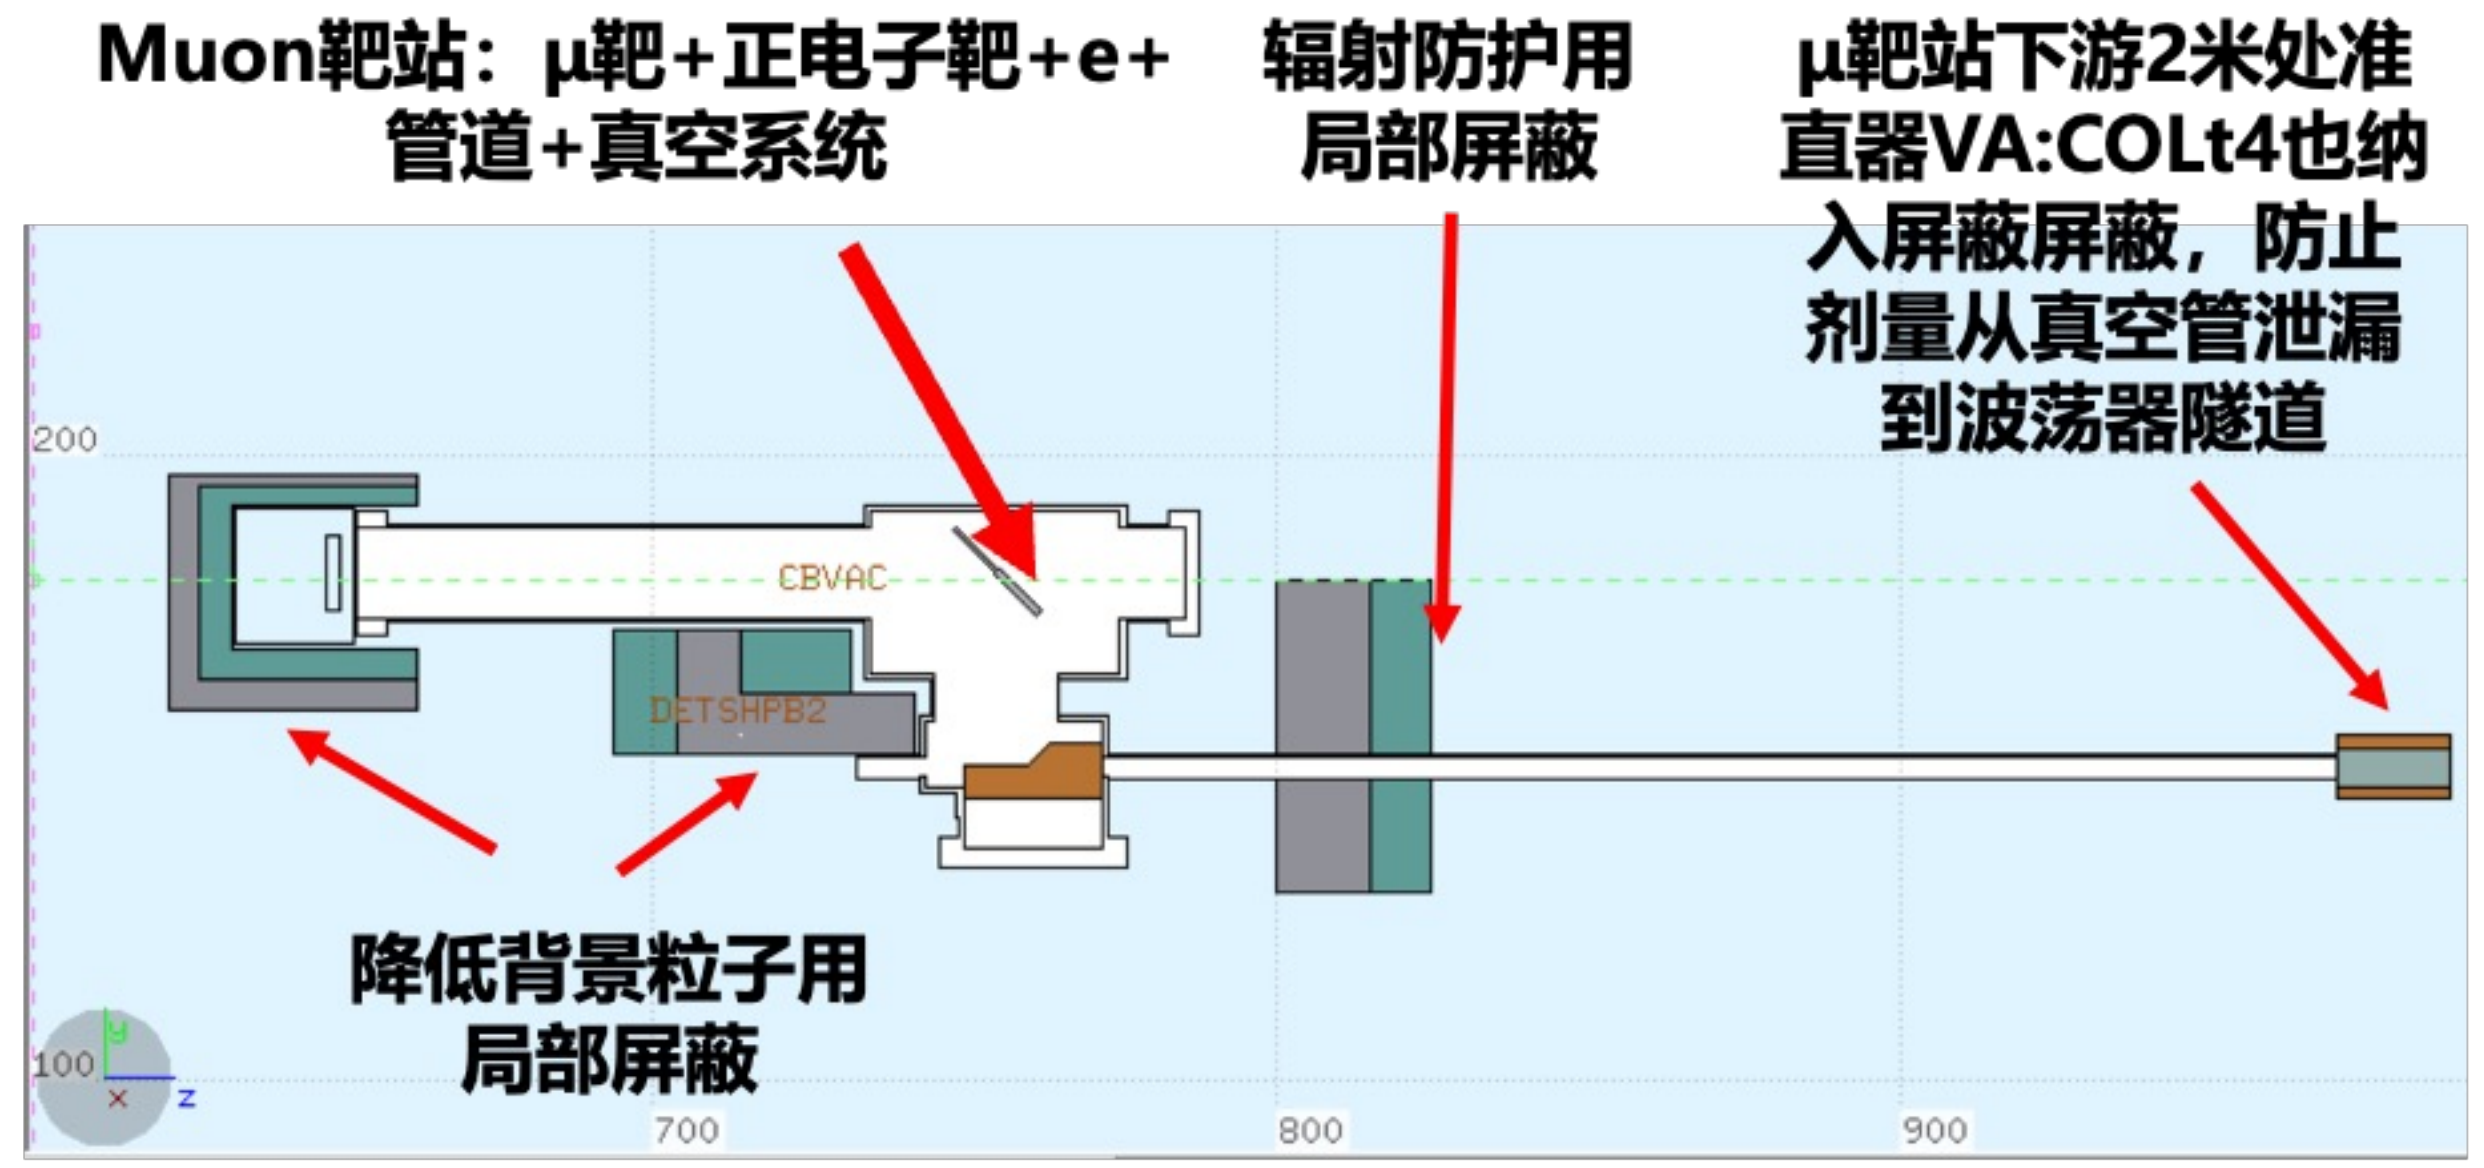 Muon靶站：μ靶+正电子靶+e+
管道+真空系统
辐射防护用
局部屏蔽
μ靶站下游2米处准
直器VA:COLt4也纳
入屏蔽屏蔽，防止
剂量从真空管泄漏
到波荡器隧道
200
CBVAC
DETSHPB2
降低背景粒子用
局部屏蔽
y
100
x z
700 800 900